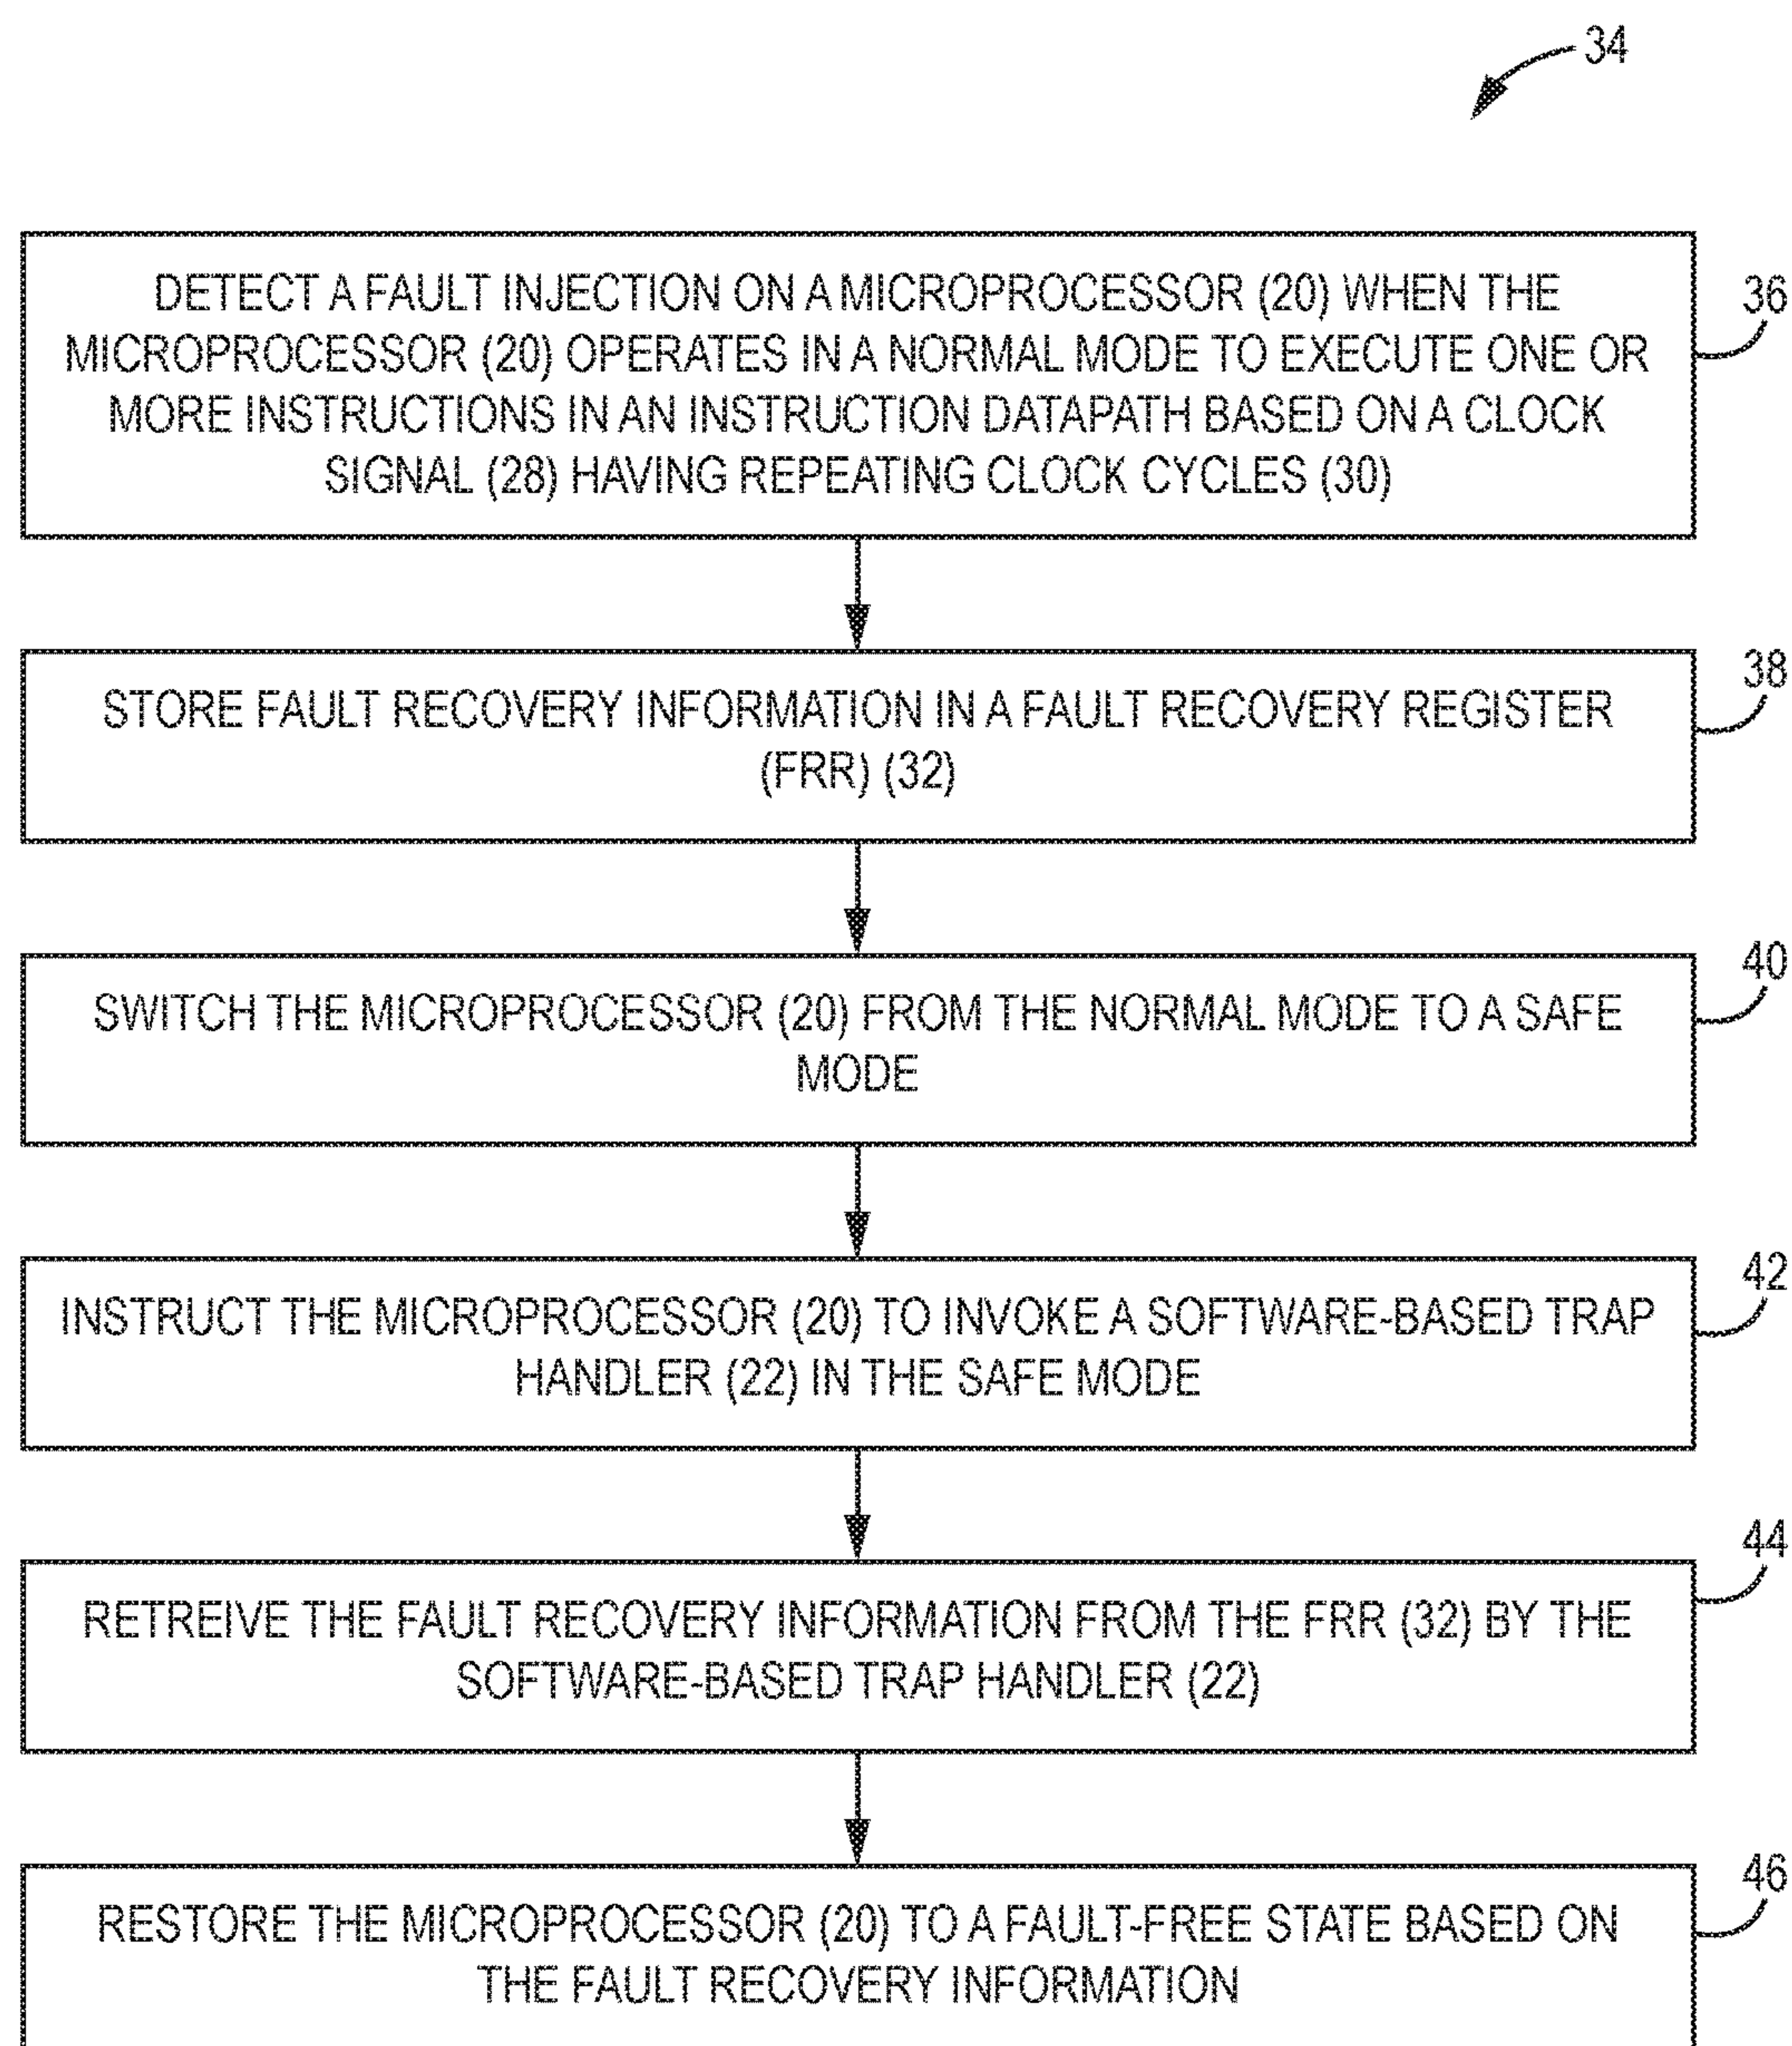 34
DETECT A FAULT INJECTION ON A MICROPROCESSOR (20) WHEN THE
MICROPROCESSOR (20) OPERATES IN A NORMAL MODE TO EXECUTE ONE OR
MORE INSTRUCTIONS IN AN INSTRUCTION DATAPATH BASED ON A CLOCK
SIGNAL (28) HAVING REPEATING CLOCK CYCLES (30)
36
STORE FAULT RECOVERY INFORMATION IN A FAULT RECOVERY REGISTER
(FRR) (32)
38
SWITCH THE MICROPROCESSOR (20) FROM THE NORMAL MODE TO A SAFE
MODE
40
INSTRUCT THE MICROPROCESSOR (20) TO INVOKE A SOFTWARE-BASED TRAP
HANDLER (22) IN THE SAFE MODE
42
RETREIVE THE FAULT RECOVERY INFORMATION FROM THE FRR (32) BY THE
SOFTWARE-BASED TRAP HANDLER (22)
44
RESTORE THE MICROPROCESSOR (20) TO A FAULT-FREE STATE BASED ON
THE FAULT RECOVERY INFORMATION
46